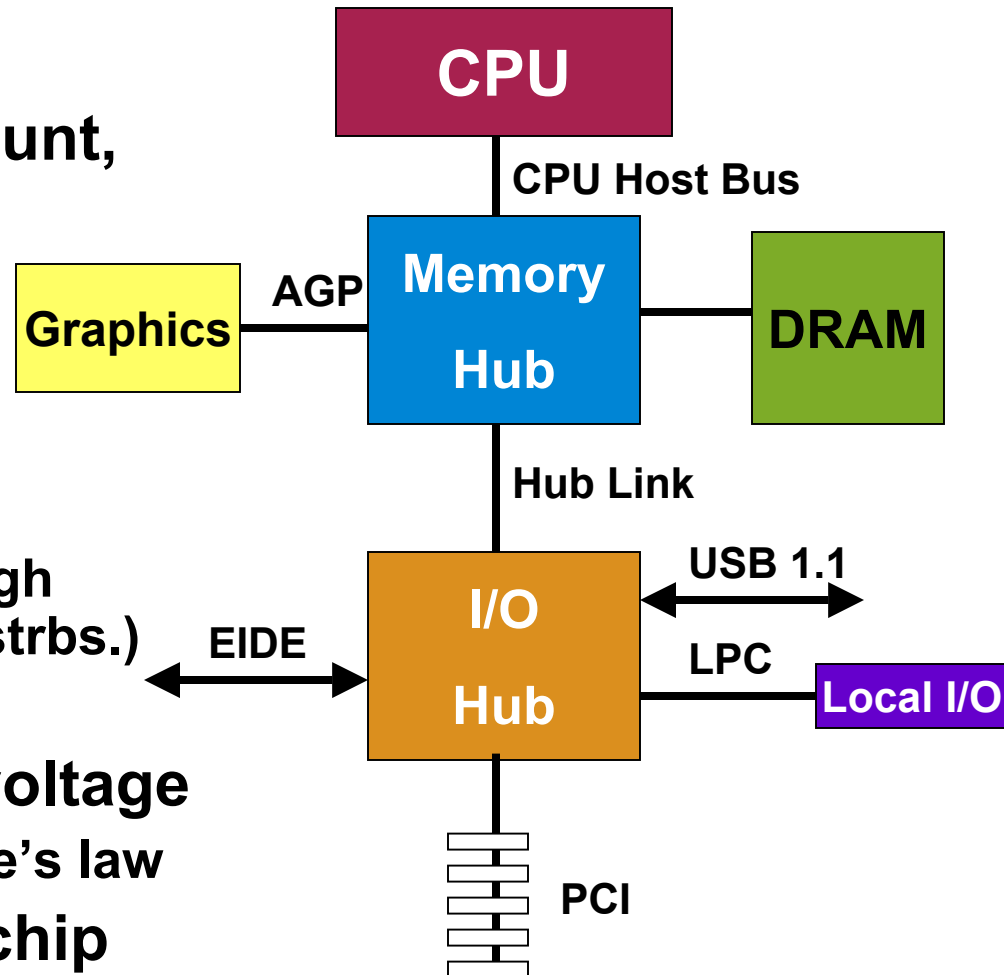 CPU
unt,
CPU Host Bus
Memory
Hub
AGP
Graphics
DRAM
Hub Link
gh
strbs.)
USB 1.1
I/O
Hub
EIDE
LPC
Local I/O
voltage
e’s law
chip
PCI